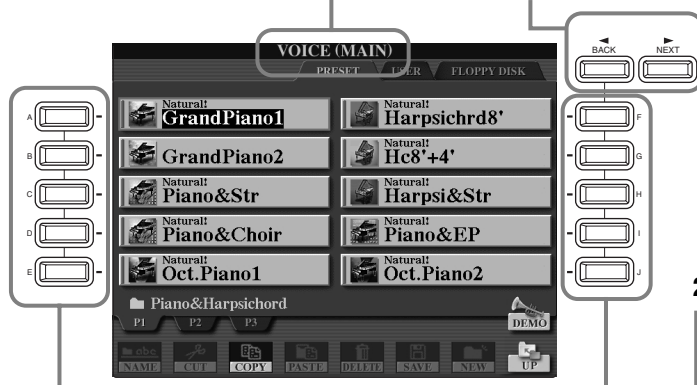 VOICE (MAIN)
PRESET USER FLOPPY DISK
BACK NEXT
A Natural! GrandPiano1
Natural! Harpsichrd8' F
B GrandPiano2
Natural! Hc8'+4' G
C Natural! Piano&Str
Natural! Harpsi&Str H
D Natural! Piano&Choir
Natural! Piano&EP I
E Natural! Oct.Piano1
Natural! Oct.Piano2 J
Piano&Harpsichord
P1 P2 P3 DEMO
abc
NAME CUT COPY PASTE DELETE SAVE NEW UP